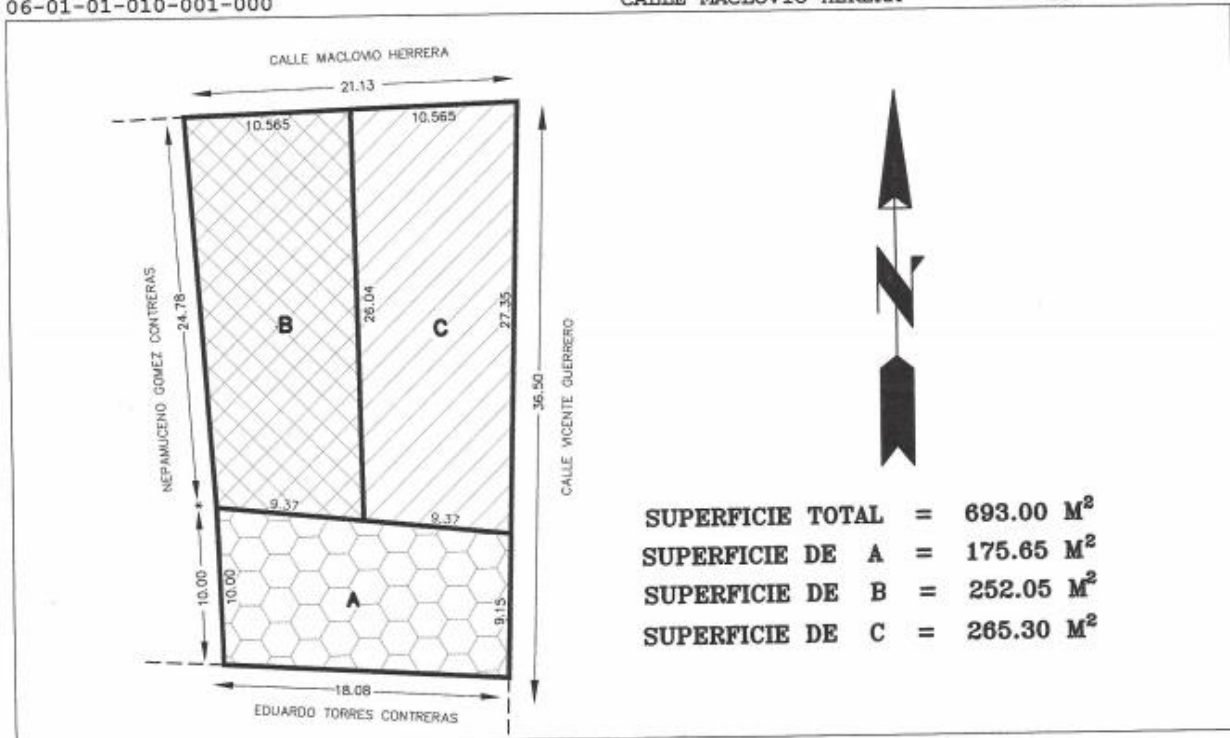 06-01-01-010-001-000
CALLE MACLOVIO HERRERA
21.13
10.565
10.565
NEPAMUCENO GOMEZ CONTRERAS
24.78
B
26.04
C
27.35
36.50
CALLE VICENTE GUERRERO
N
9.37
9.37
10.00
10.00
A
9.15
18.08
EDUARDO TORRES CONTRERAS
SUPERFICIE TOTAL = 693.00 M²
SUPERFICIE DE A = 175.65 M²
SUPERFICIE DE B = 252.05 M²
SUPERFICIE DE C = 265.30 M²